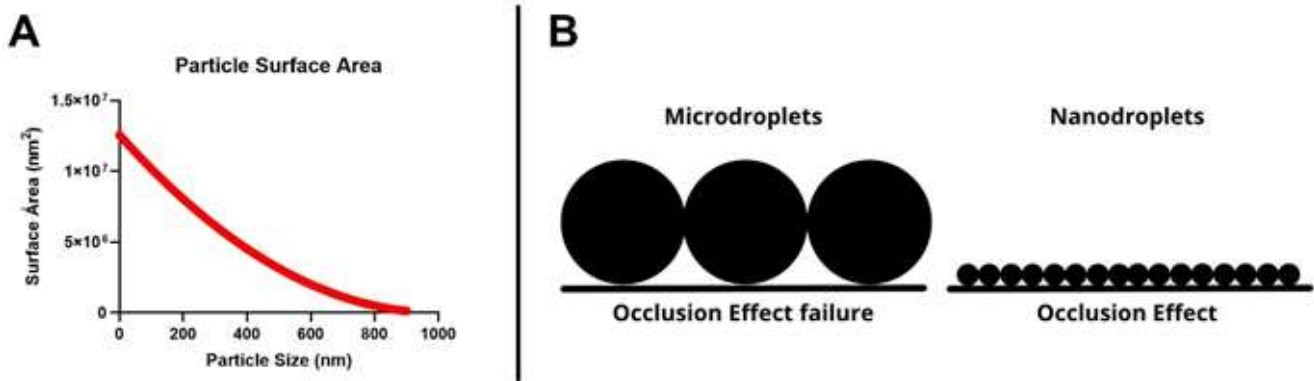 A
Particle Surface Area
Surface Area (nm²)
1.5×10⁷
1×10⁷
5×10⁶
0
0 200 400 600 800 1000
Particle Size (nm)
B
Microdroplets
Nanodroplets
Occlusion Effect failure
Occlusion Effect